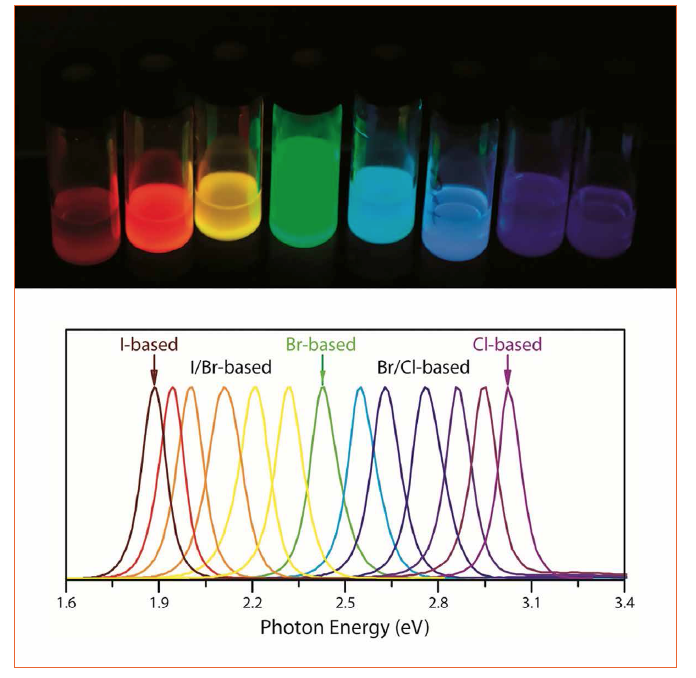 I-based
Br-based
Cl-based
I/Br-based
Br/Cl-based
1.6
1.9
2.2
2.5
2.8
3.1
3.4
Photon Energy (eV)